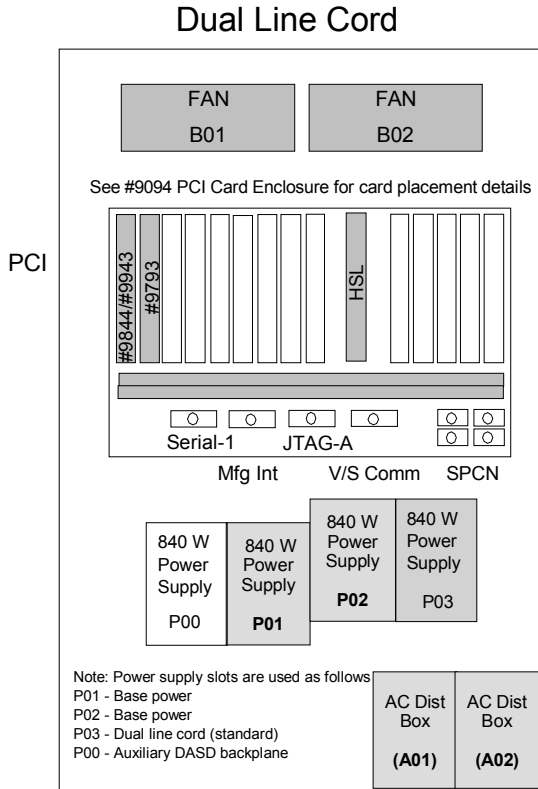 Dual Line Cord
FAN
B01
FAN
B02
See #9094 PCI Card Enclosure for card placement details
PCI
#9844/#9943
#9793
HSL
Serial-1
JTAG-A
Mfg Int
V/S Comm
SPCN
840 W
Power
Supply
P00
840 W
Power
Supply
P01
840 W
Power
Supply
P02
840 W
Power
Supply
P03
Note: Power supply slots are used as follows
P01 - Base power
P02 - Base power
P03 - Dual line cord (standard)
P00 - Auxiliary DASD backplane
AC Dist
Box
(A01)
AC Dist
Box
(A02)